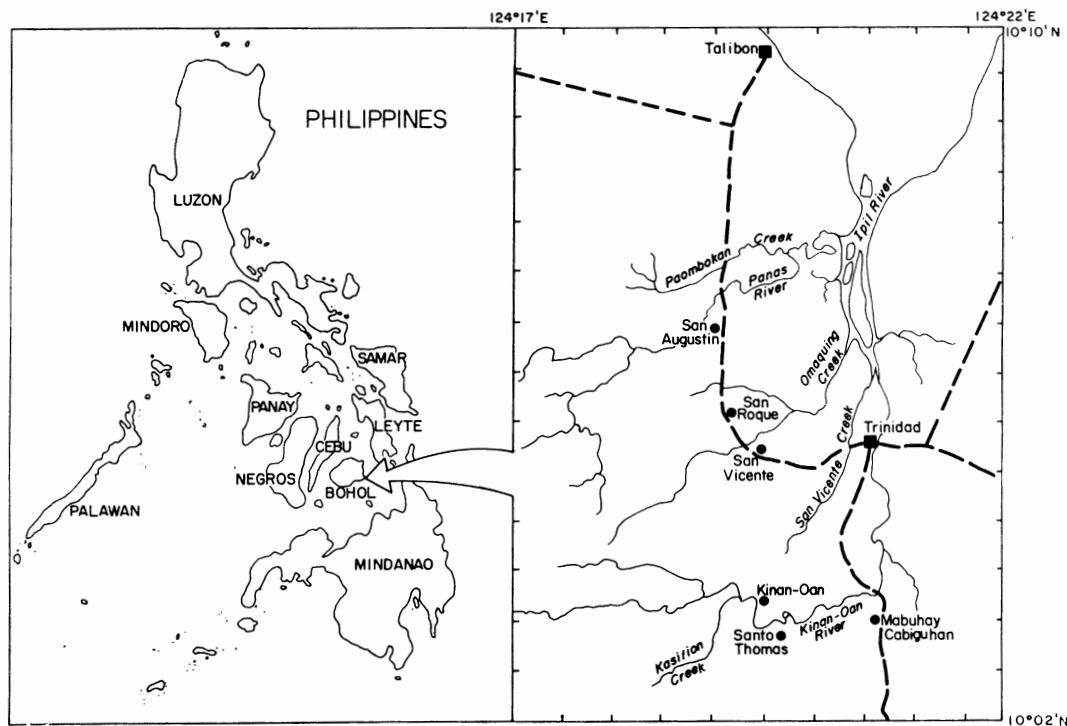 124°17'E
124°22'E
10°10'N
PHILIPPINES
LUZON
MINDORO
SAMAR
PANAY
LEYTE
CEBU
NEGROS
BOHOL
PALAWAN
MINDANAO
Talibon
Ipil River
Paombokan Creek
Panas
River
San
Augustin
Omaquing
Creek
San
Roque
Trinidad
San
Vicente
San Vicente Creek
Kinan-Oan
Kinan-Oan
River
Mabuhay
Cabiguhan
Santo
Thomas
Kasilion
Creek
10°02'N